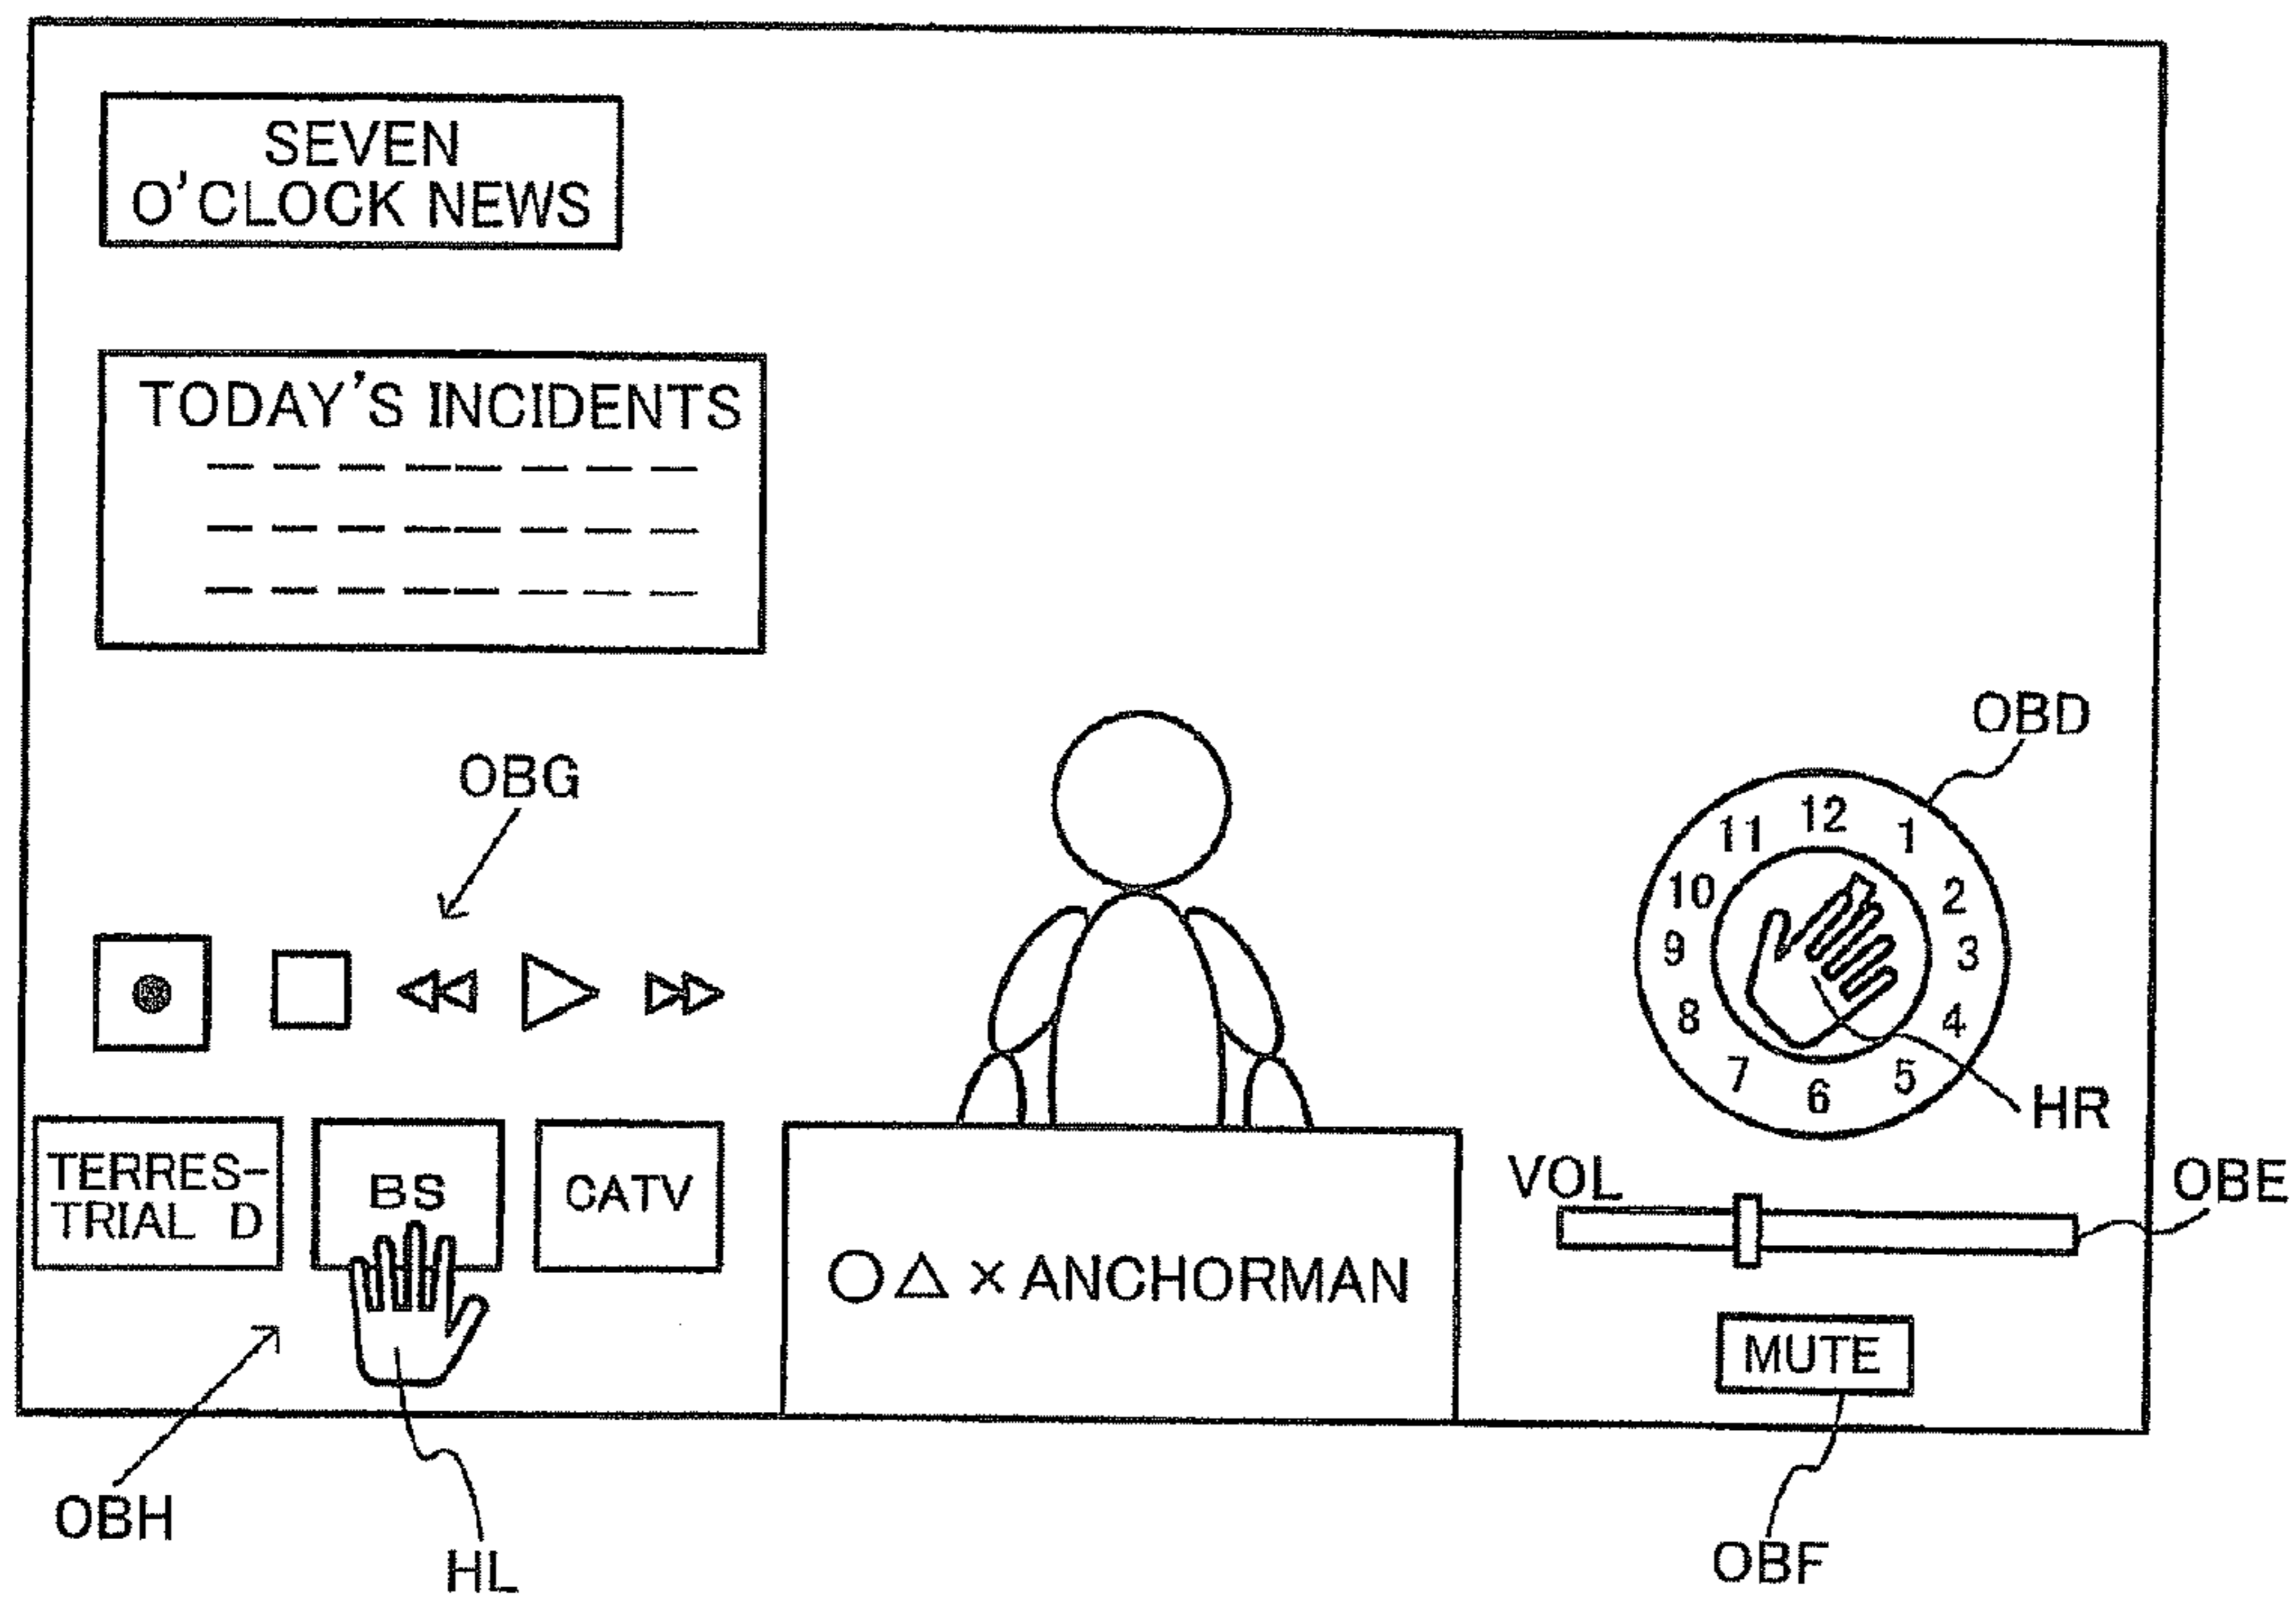 SEVEN
O'CLOCK NEWS
TODAY'S INCIDENTS
OBD
OBG
12
11
1
10
2
9
3
8
4
7
5
6
HR
TERRES-
TRIAL D
BS
CATV
VOL
OBE
○△×ANCHORMAN
MUTE
OBH
HL
OBF